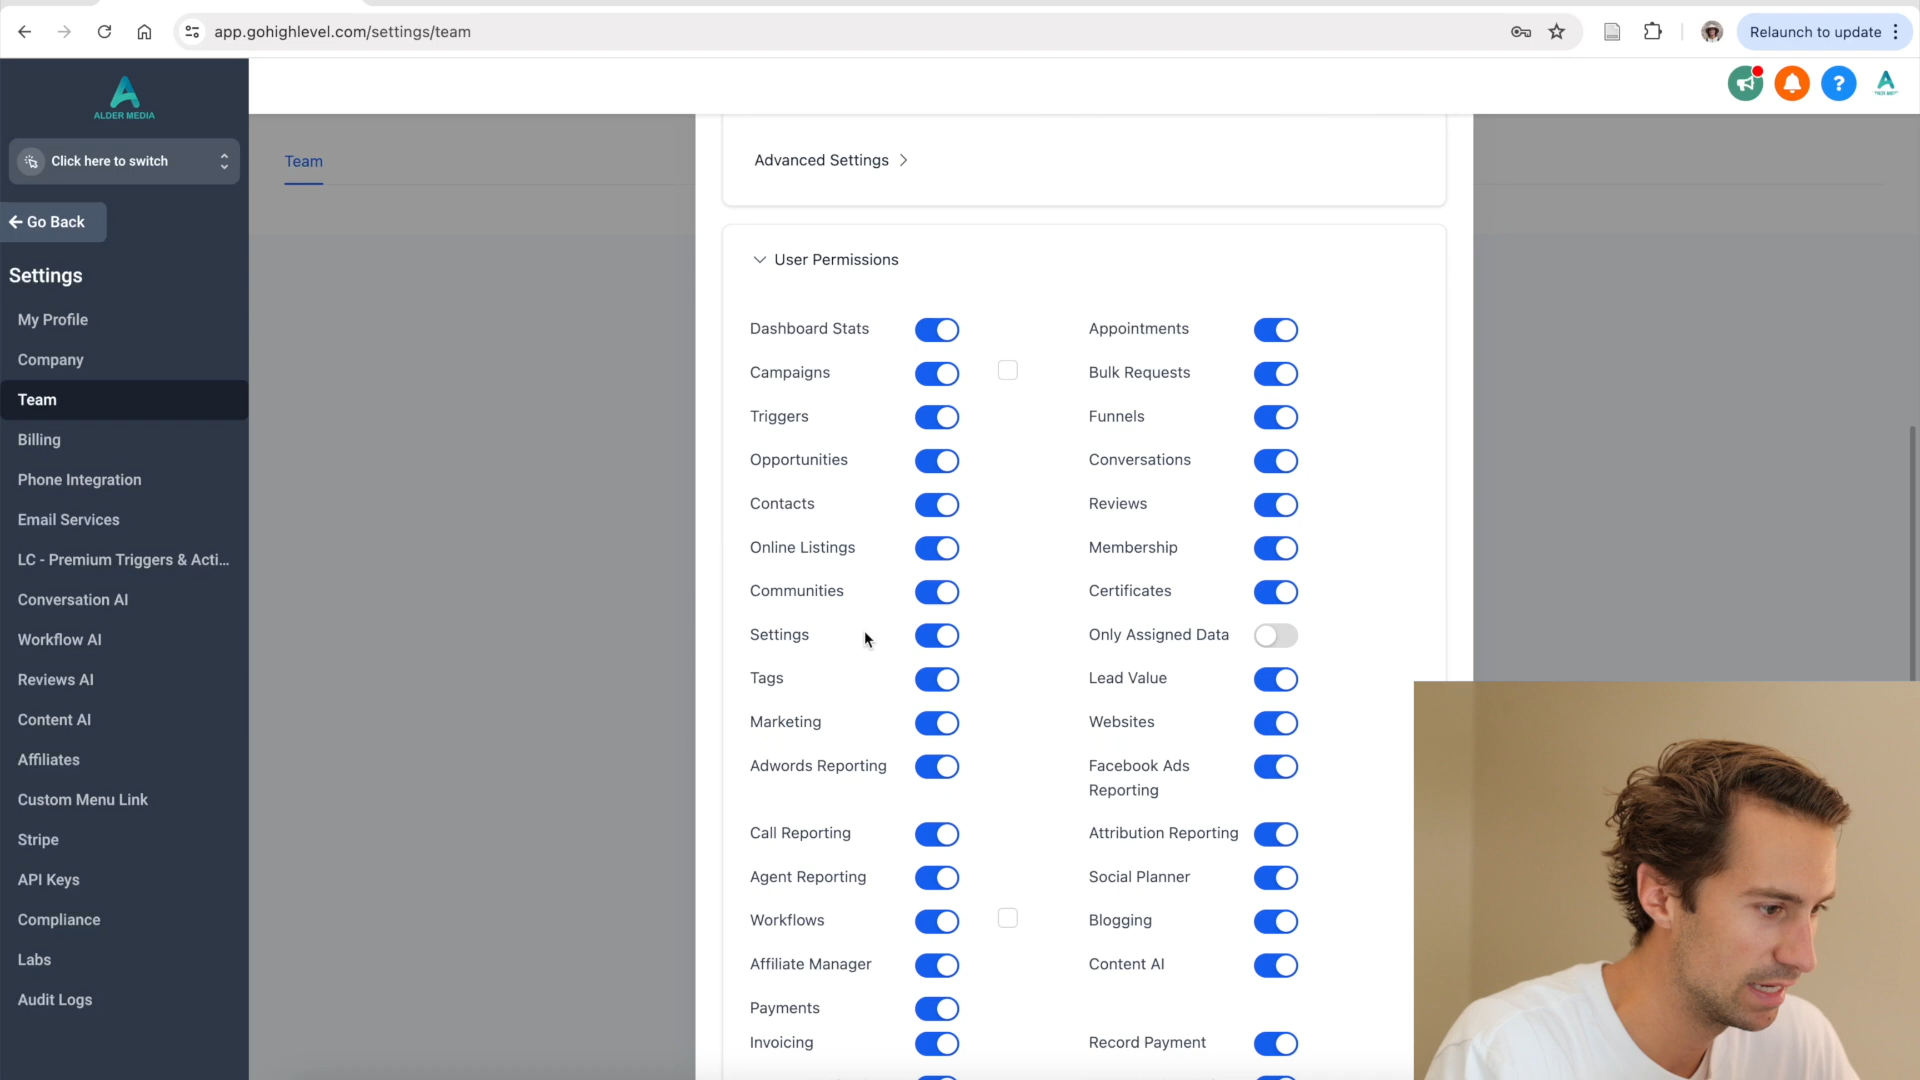 app.gohighlevel.com/settings/team
Relaunch to update
ALDER MEDIA
Click here to switch
Go Back
Settings
My Profile
Company
Team
Billing
Phone Integration
Email Services
LC - Premium Triggers & Acti...
Conversation AI
Workflow AI
Reviews AI
Content AI
Affiliates
Custom Menu Link
Stripe
API Keys
Compliance
Labs
Audit Logs
Team
Advanced Settings
User Permissions
Dashboard Stats
Appointments
Campaigns
Bulk Requests
Triggers
Funnels
Opportunities
Conversations
Contacts
Reviews
Online Listings
Membership
Communities
Certificates
Settings
Only Assigned Data
Tags
Lead Value
Marketing
Websites
Adwords Reporting
Facebook Ads
Reporting
Call Reporting
Attribution Reporting
Agent Reporting
Social Planner
Workflows
Blogging
Affiliate Manager
Content AI
Payments
Invoicing
Record Payment